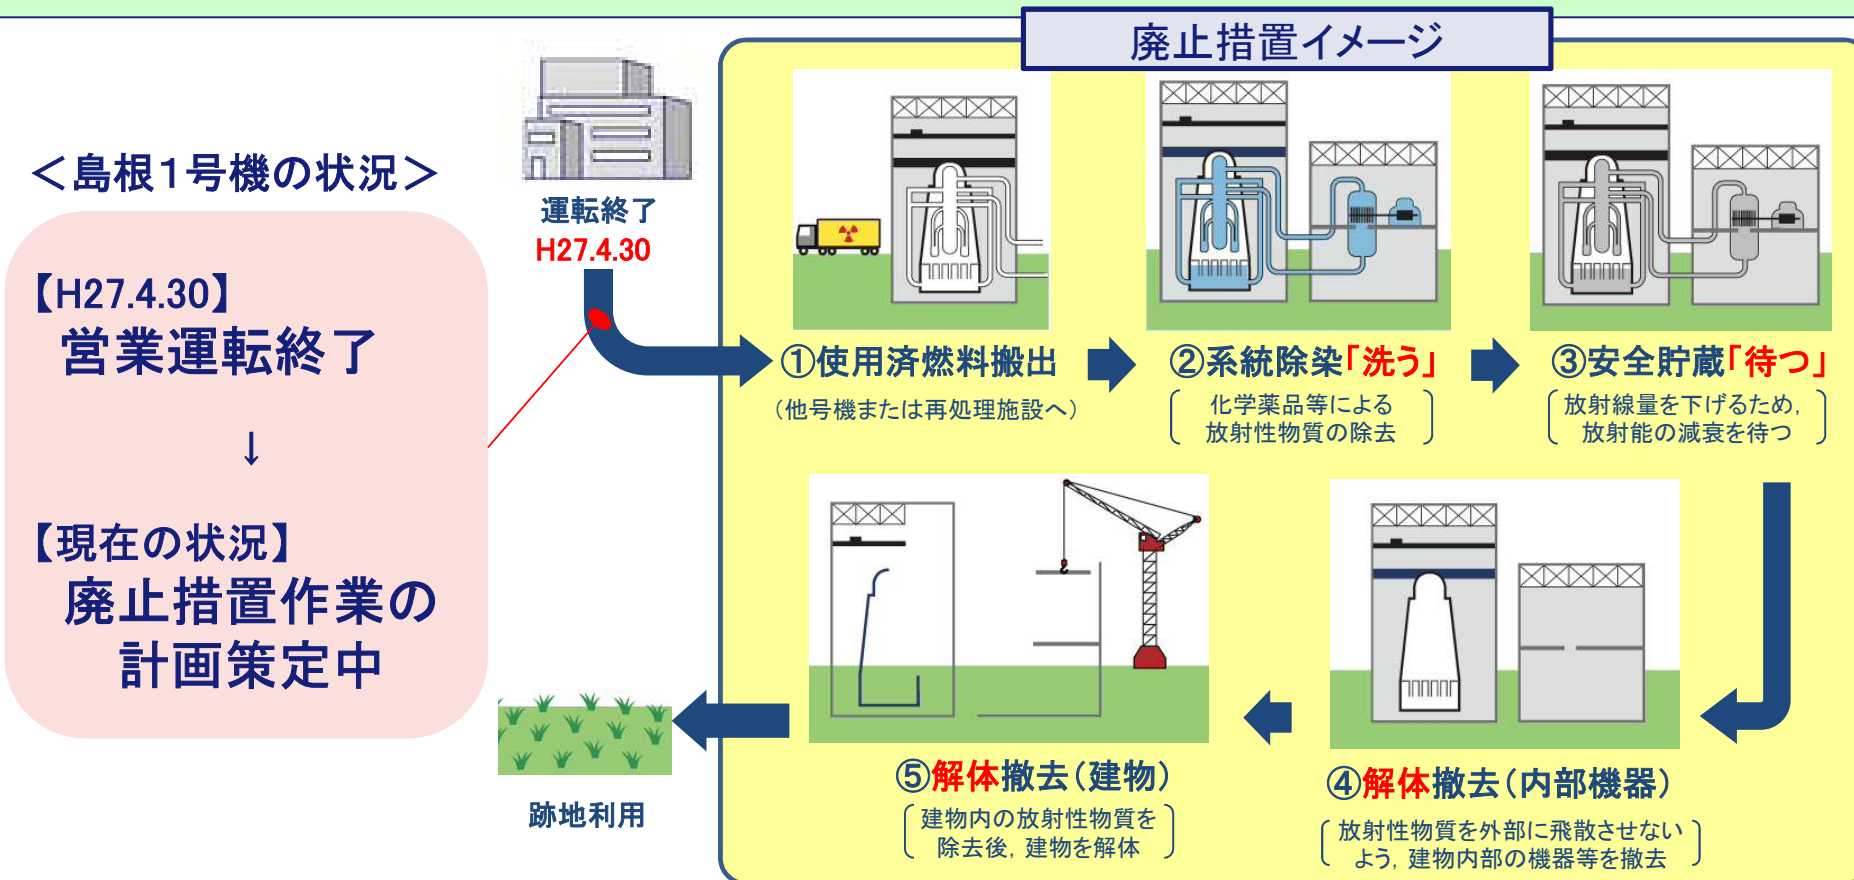 廃止措置イメージ
＜島根１号機の状況＞
【H27.4.30】
営業運転終了
↓
【現在の状況】
廃止措置作業の
計画策定中
運転終了
H27.4.30
①使用済燃料搬出
（他号機または再処理施設へ）
②系統除染「洗う」
化学薬品等による
放射性物質の除去
③安全貯蔵「待つ」
放射線量を下げるため，
放射能の減衰を待つ
④解体撤去（内部機器）
放射性物質を外部に飛散させない
よう，建物内部の機器等を撤去
⑤解体撤去（建物）
建物内の放射性物質を
除去後，建物を解体
跡地利用